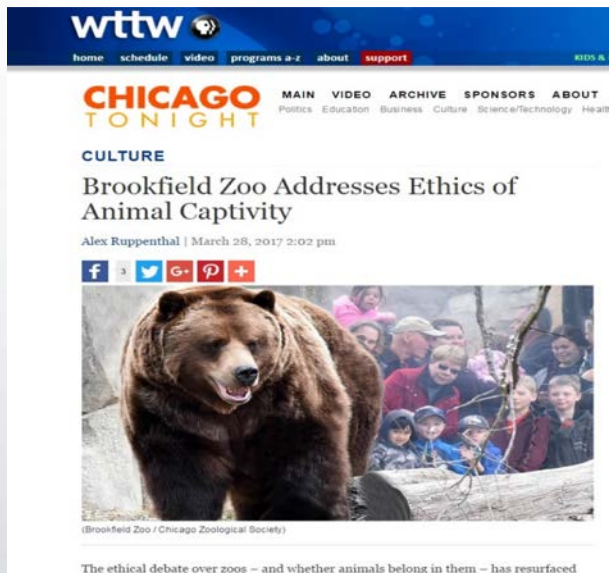 wttw
home schedule video programs a-z about support KIDS &
CHICAGO
TONIGHT
MAIN VIDEO ARCHIVE SPONSORS ABOUT
Politics Education Business Culture Science/Technology Healt
CULTURE
Brookfield Zoo Addresses Ethics of
Animal Captivity
Alex Ruppenthal | March 28, 2017 2:02 pm
f 3 G+ +
(Brookfield Zoo / Chicago Zoological Society)
The ethical debate over zoos – and whether animals belong in them – has resurfaced